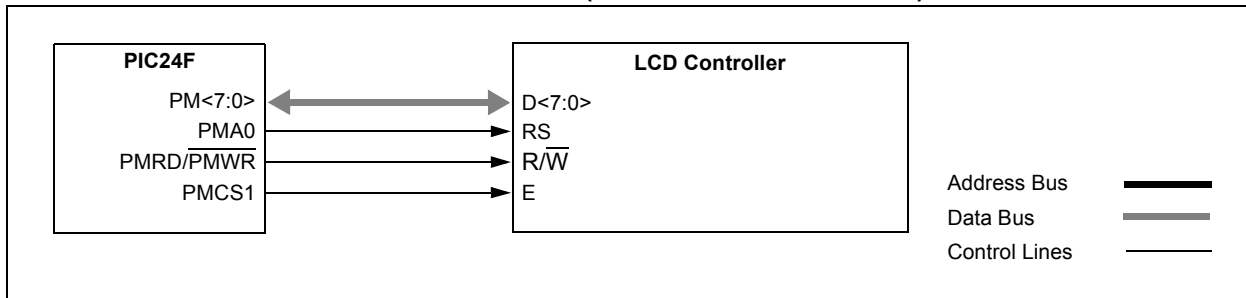 PIC24F
PM<7:0>
PMA0
PMRD/PMWR
PMCS1
LCD Controller
D<7:0>
RS
R/W
E
Address Bus
Data Bus
Control Lines